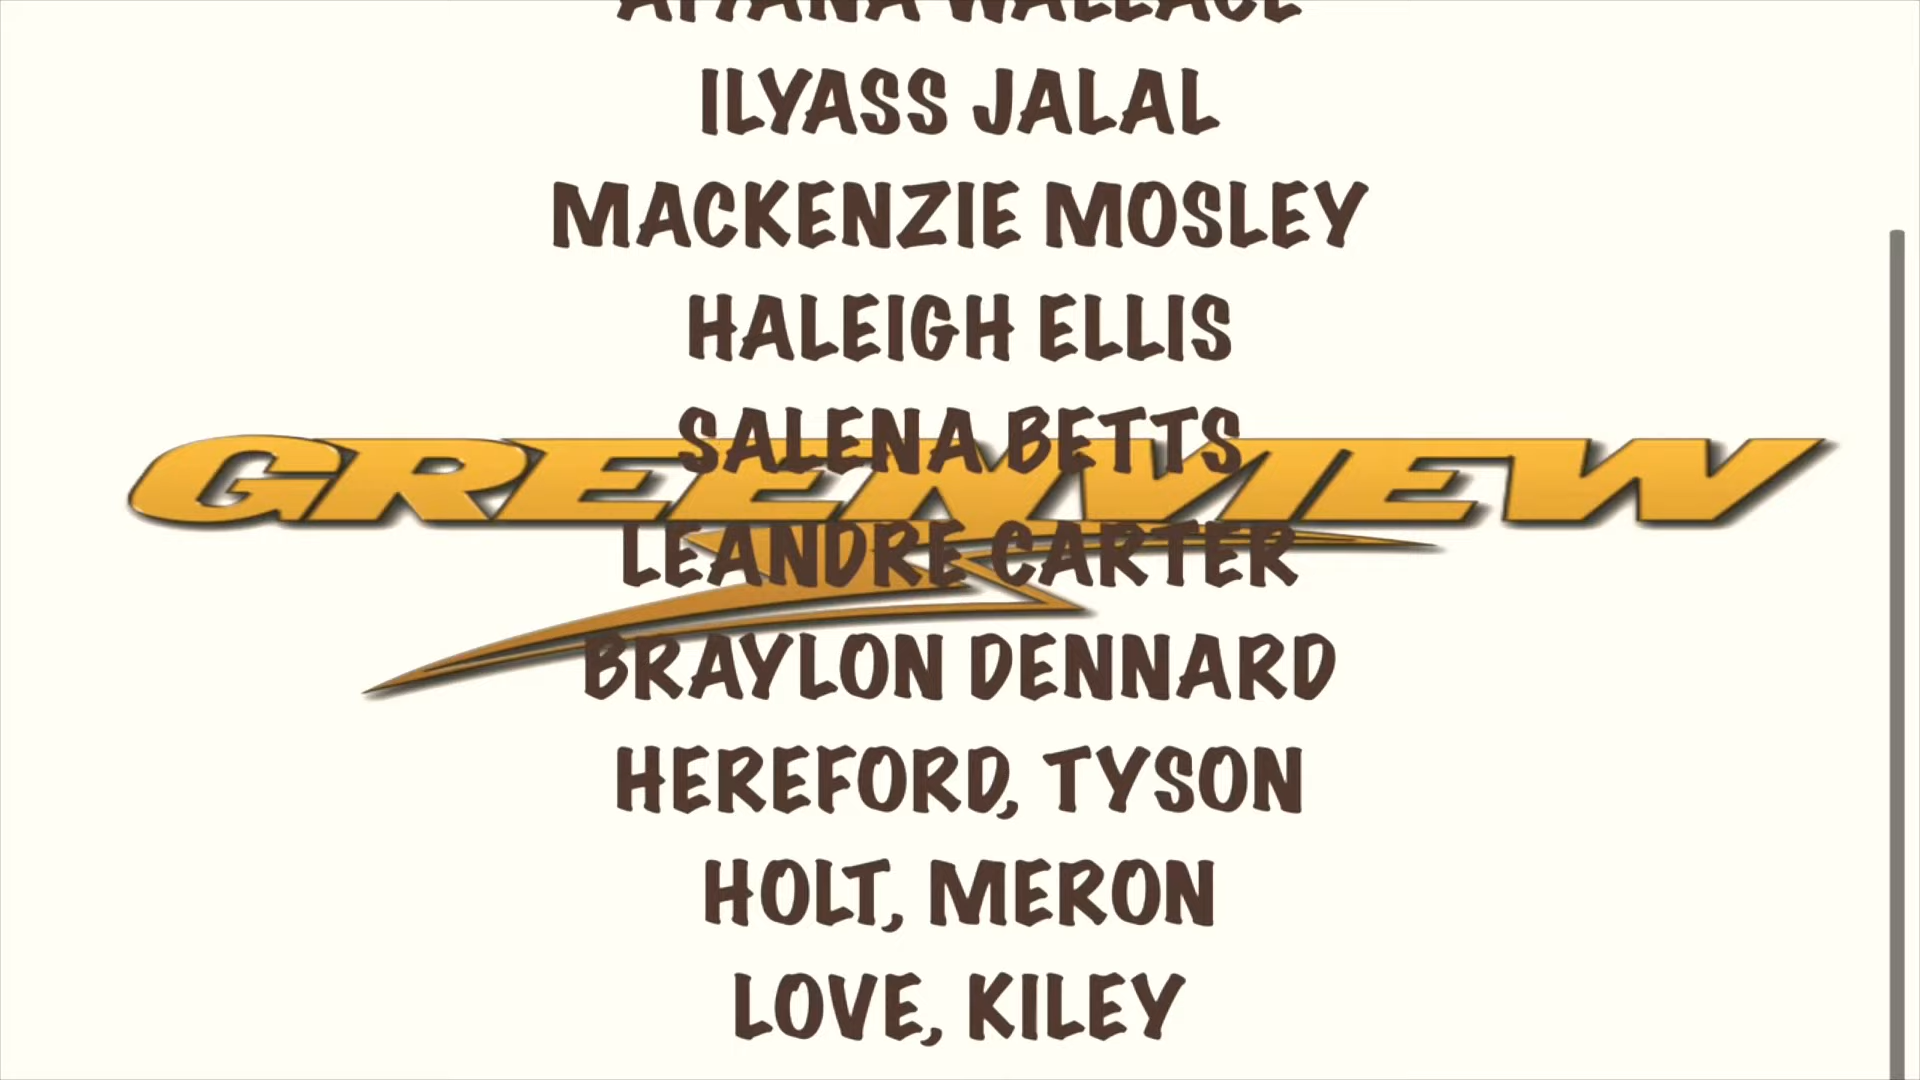 WALLACE
ILYASS JALAL
MACKENZIE MOSLEY
HALEIGH ELLIS
SALENA BETTS
GREENVIEW
LEANDRE CARTER
BRAYLON DENNARD
HEREFORD, TYSON
HOLT, MERON
LOVE, KILEY